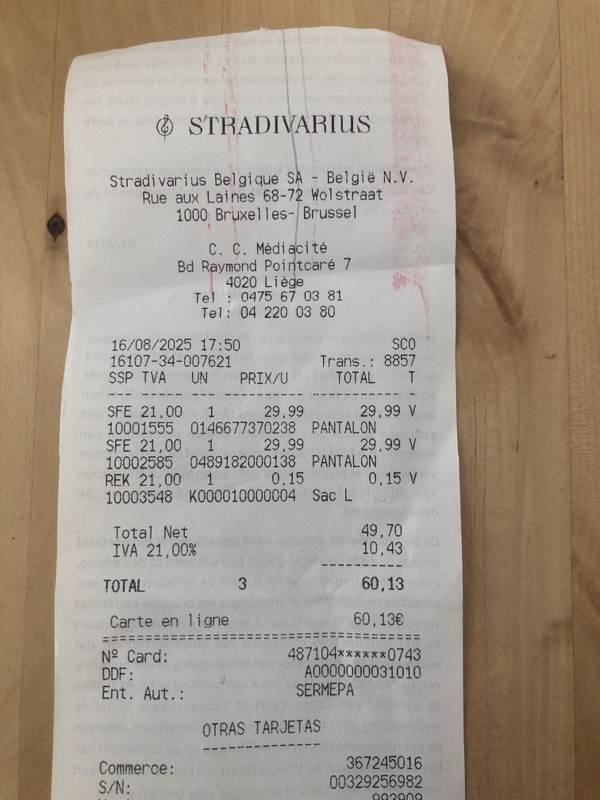 STRADIVARIUS
Stradivarius Belgique SA - België N.V.
Rue aux Laines 68-72 Wolstraat
1000 Bruxelles- Brussel
C. C. Médiacité
Bd Raymond Pointcaré 7
4020 Liège
Tel : 0475 67 03 81
Tel: 04 220 03 80
16/08/2025 17:50 SCO
16107-34-007621 Trans.: 8857
SSP TVA UN PRIX/U TOTAL T
SFE 21,00 1 29,99 29,99 V
10001555 0146677370238 PANTALON
SFE 21,00 1 29,99 29,99 V
10002585 0489182000138 PANTALON
REK 21,00 1 0,15 0,15 V
10003548 K000010000004 Sac L
Total Net 49,70
IVA 21,00% 10,43
TOTAL 3 60,13
Carte en ligne 60,13€
Nº Card: 487104******0743
DDF: A0000000031010
Ent. Aut.: SERMEPA
OTRAS TARJETAS
Commerce: 367245016
S/N: 00329256982